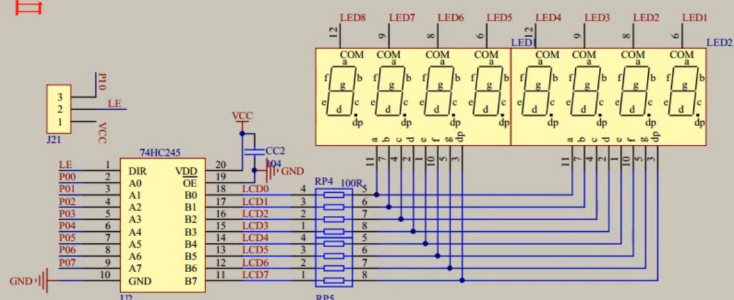 LED8 LED7 LED6 LED5 LED4 LED3 LED2 LED1
12 9 8 6 12 9 8 6
LED1 LED2
COM COM COM COM COM COM COM COM
a a a a a a a a
f b f b f b f b f b f b f b f b
g g g g g g g g
e c e c e c e c e c e c e c e c
d d d d d d d d
dp dp dp dp dp dp dp dp
a b c d e f g dp a b c d e f g dp
11 7 4 2 1 10 5 3 11 7 4 2 1 10 5 3
P10
3
2 LE
1
VCC
J21
VCC
CC2
104
GND
74HC245
LE 1 DIR VDD 20
P00 2 A0 OE 19
P01 3 A1 B0 18 LCD0
P02 4 A2 B1 17 LCD1
P03 5 A3 B2 16 LCD2
P04 6 A4 B3 15 LCD3
P05 7 A5 B4 14 LCD4
P06 8 A6 B5 13 LCD5
P07 9 A7 B6 12 LCD6
GND 10 GND B7 11 LCD7
U2
RP4 100R
4 5
3 6
2 7
1 8
4 5
3 6
2 7
1 8
RP5